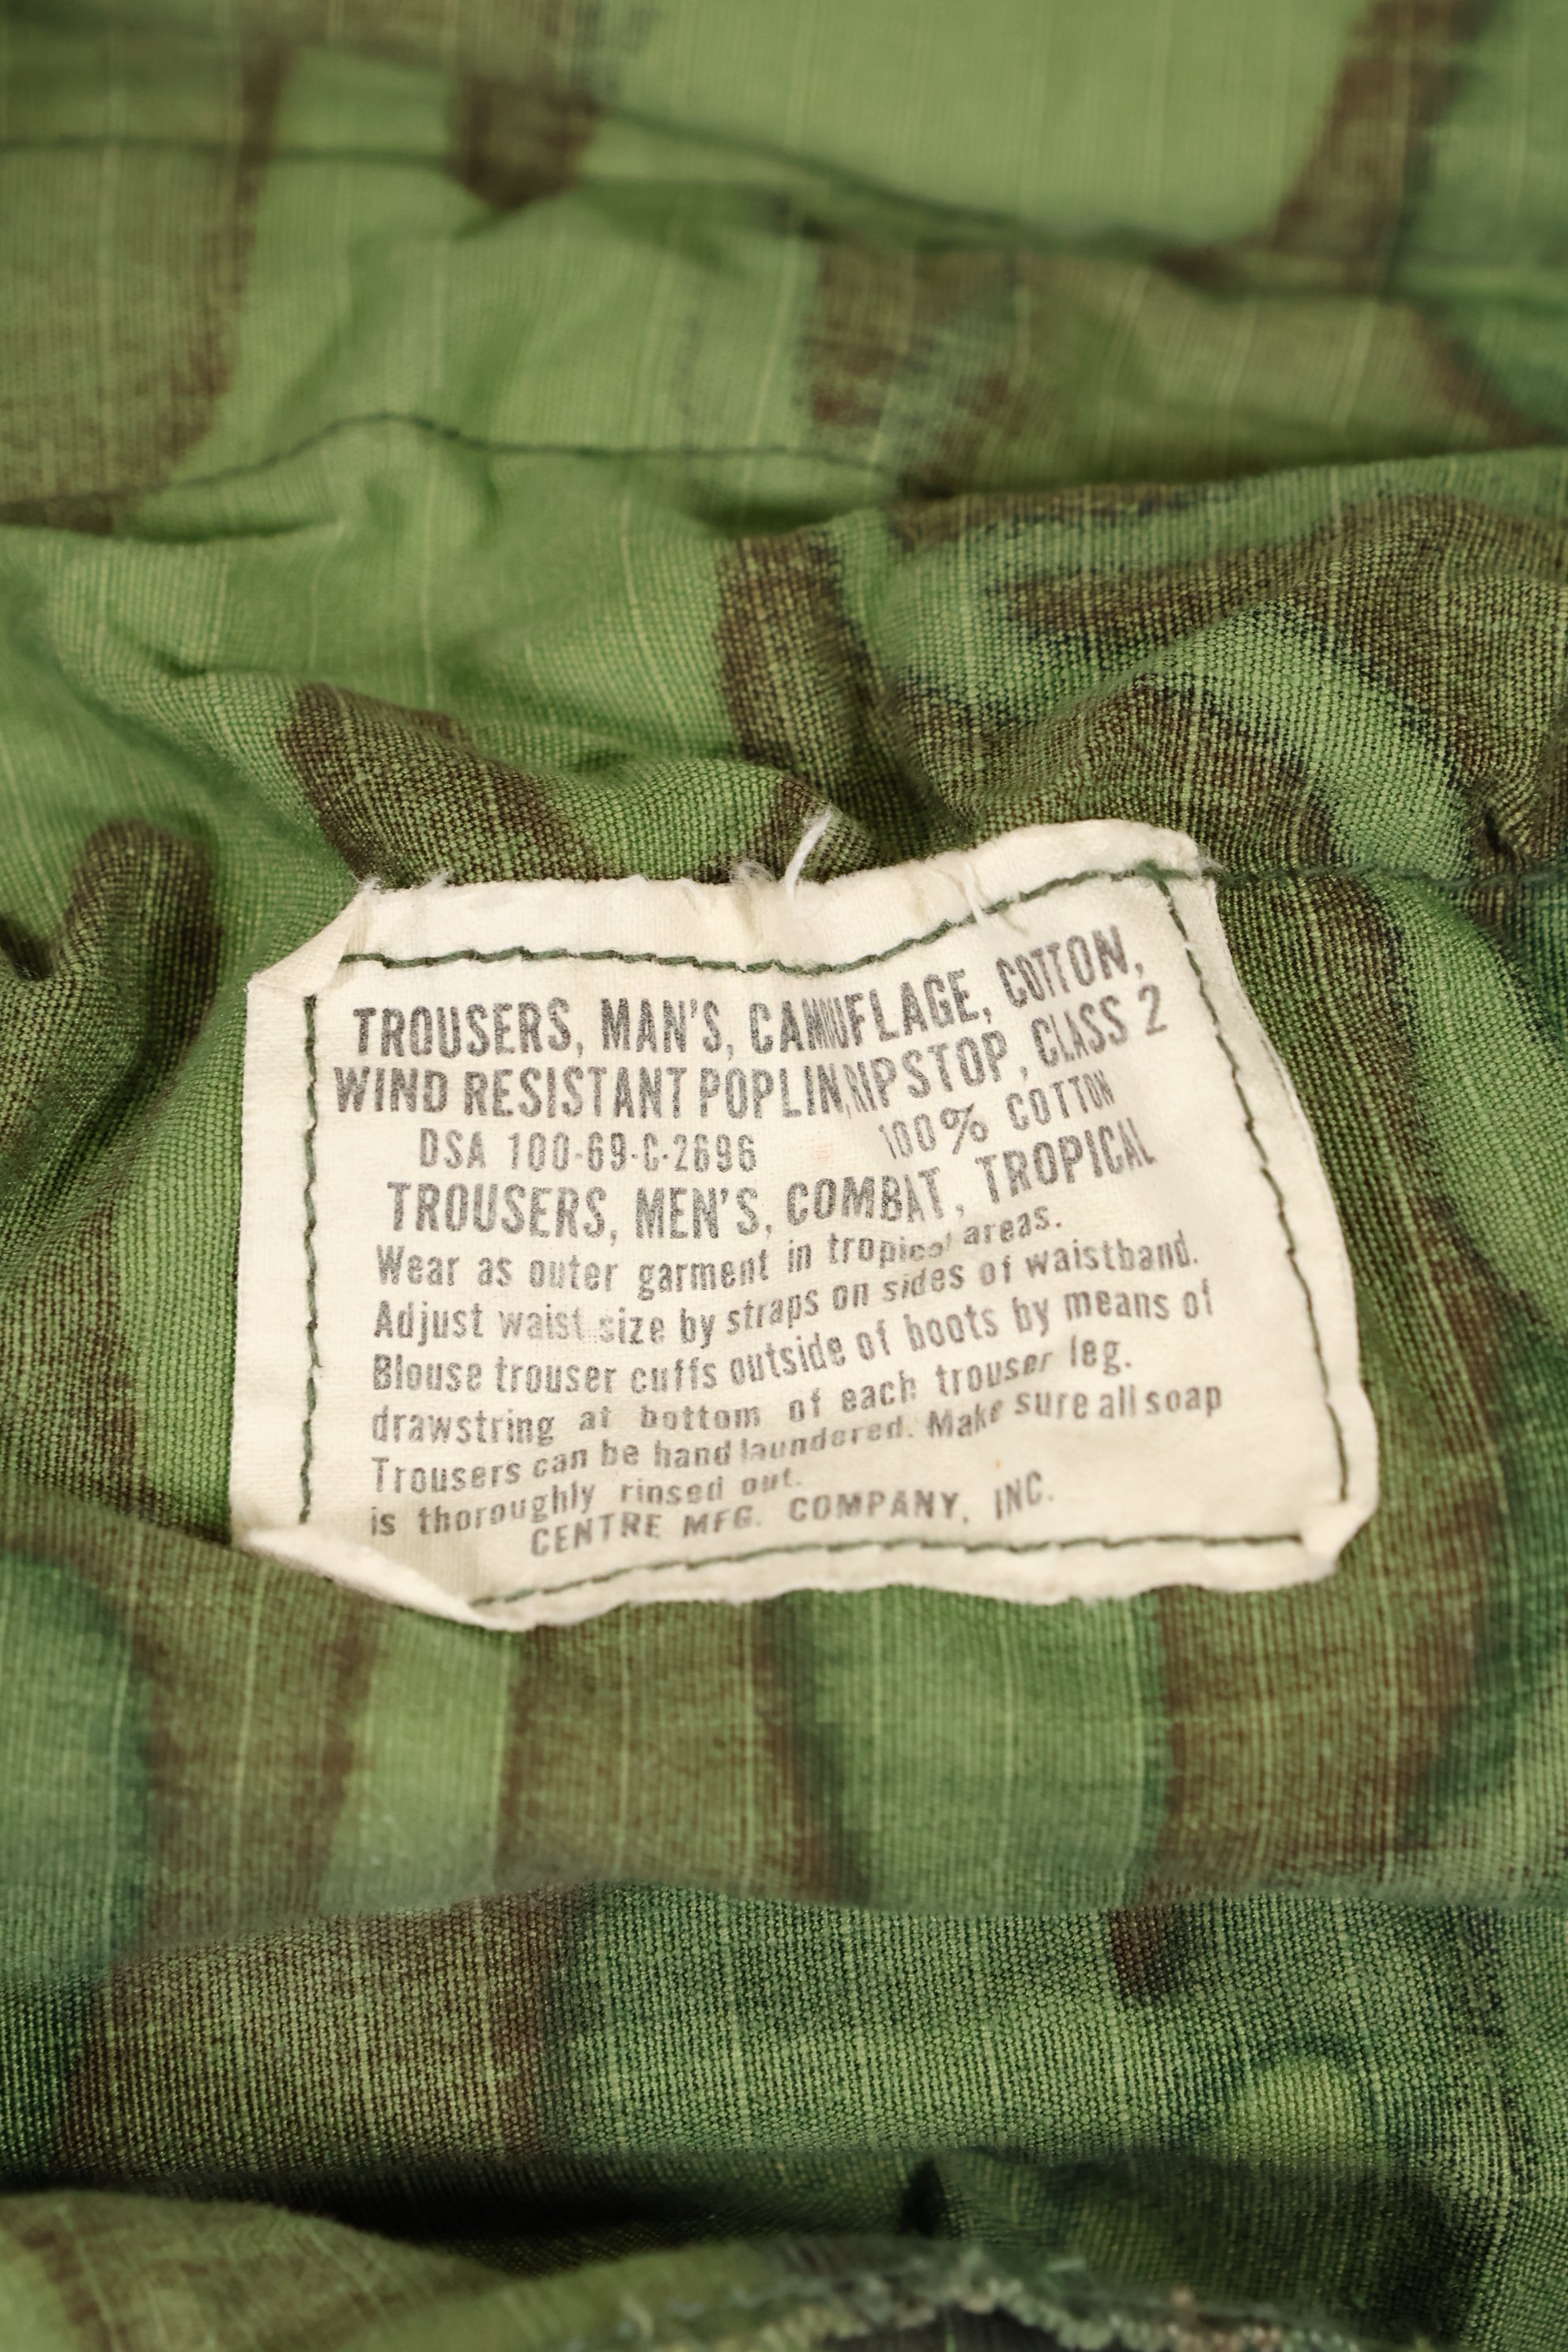 TROUSERS, MAN'S, CAMOUFLAGE, COTTON,
WIND RESISTANT POPLIN, RIPSTOP, CLASS 2
DSA 100-69-C-2696 100% COTTON
TROUSERS, MEN'S, COMBAT, TROPICAL
Wear as outer garment in tropical areas.
Adjust waist size by straps on sides of waistband.
Blouse trouser cuffs outside of boots by means of
drawstring at bottom of each trouser leg.
Trousers can be hand laundered. Make sure all soap
is thoroughly rinsed out.
CENTRE MFG. COMPANY, INC.